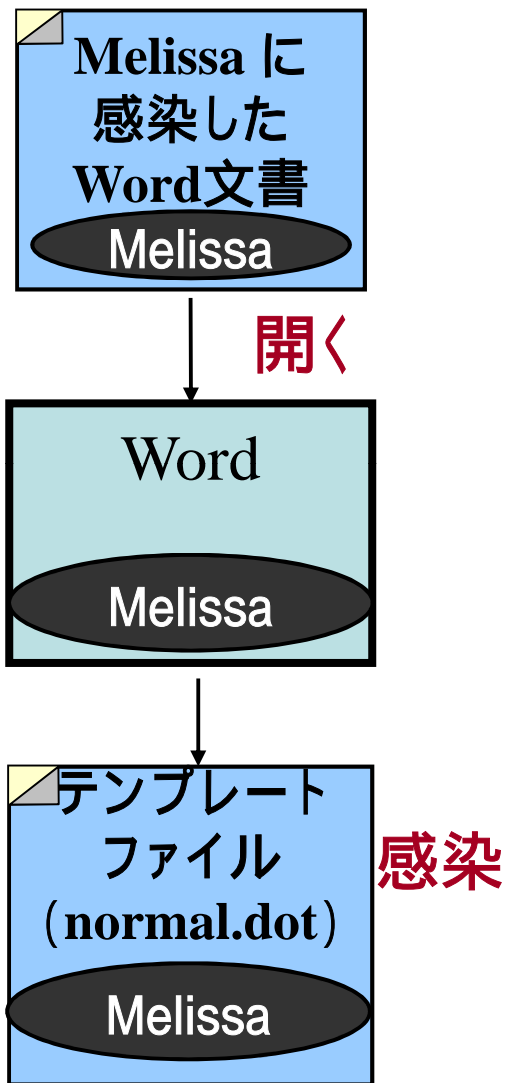 Melissa に
感染した
Word文書
Melissa
開く
Word
Melissa
テンプレート
ファイル
感染
（normal.dot）
Melissa